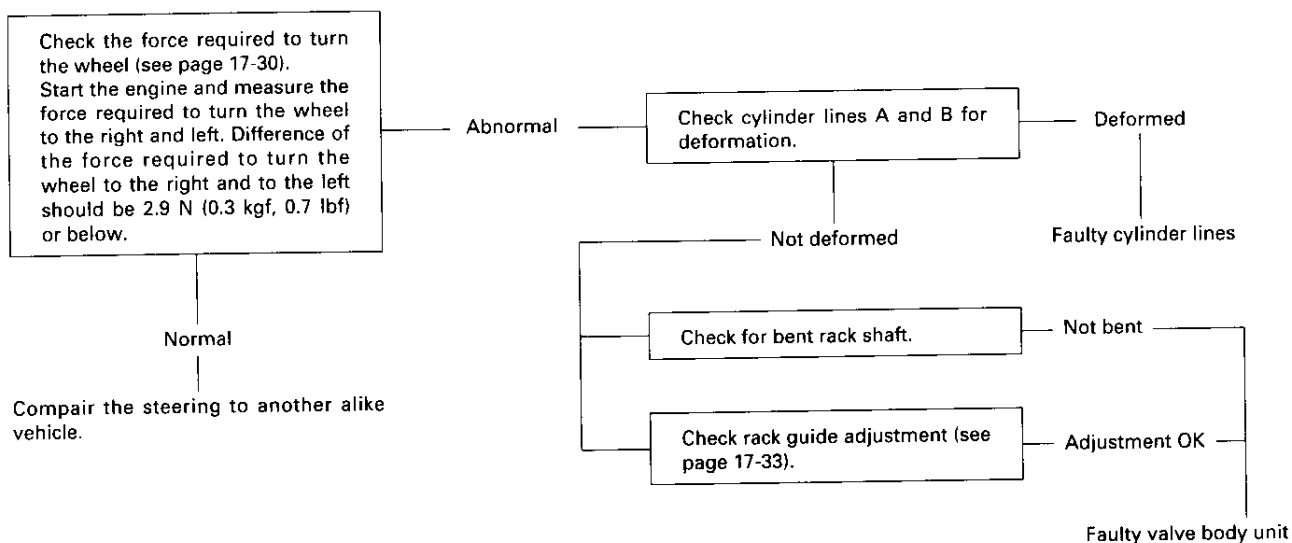 Check the force required to turn
the wheel (see page 17-30).
Start the engine and measure the
force required to turn the wheel
to the right and left. Difference of
the force required to turn the
wheel to the right and to the left
should be 2.9 N (0.3 kgf, 0.7 lbf)
or below.
Abnormal
Check cylinder lines A and B for
deformation.
Deformed
Faulty cylinder lines
Not deformed
Normal
Compair the steering to another alike
vehicle.
Check for bent rack shaft.
Not bent
Check rack guide adjustment (see
page 17-33).
Adjustment OK
Faulty valve body unit